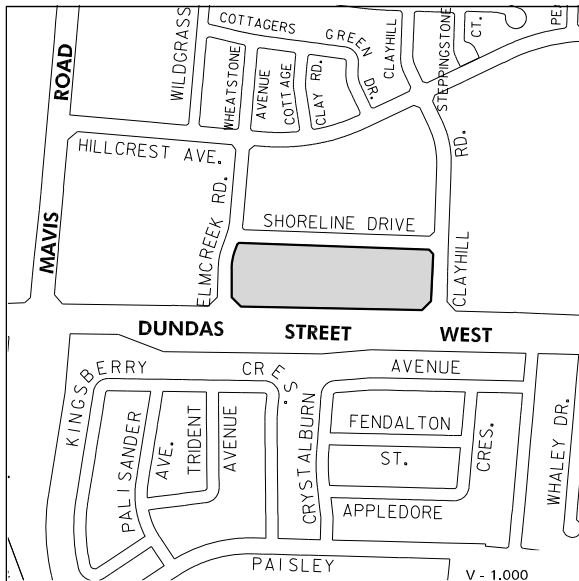 COTTAGERS GREEN DR.
WILDGRASS
ROAD
MAVIS
WHEATSTONE
AVENUE
COTTAGE
CLAY RD.
CLAYHILL
STEPPINGSTONE
CT.
PE
HILLCREST AVE.
ELMCREEK RD.
SHORELINE DRIVE
CLAYHILL RD.
DUNDAS STREET WEST
KINGSBERRY CRES.
AVENUE
PALISANDER AVE.
TRIDENT AVENUE
CRYSTALBURN
FENDALTON ST.
CRES.
APPLEDORE
WHALEY DR.
PAISLEY
V - 1.000